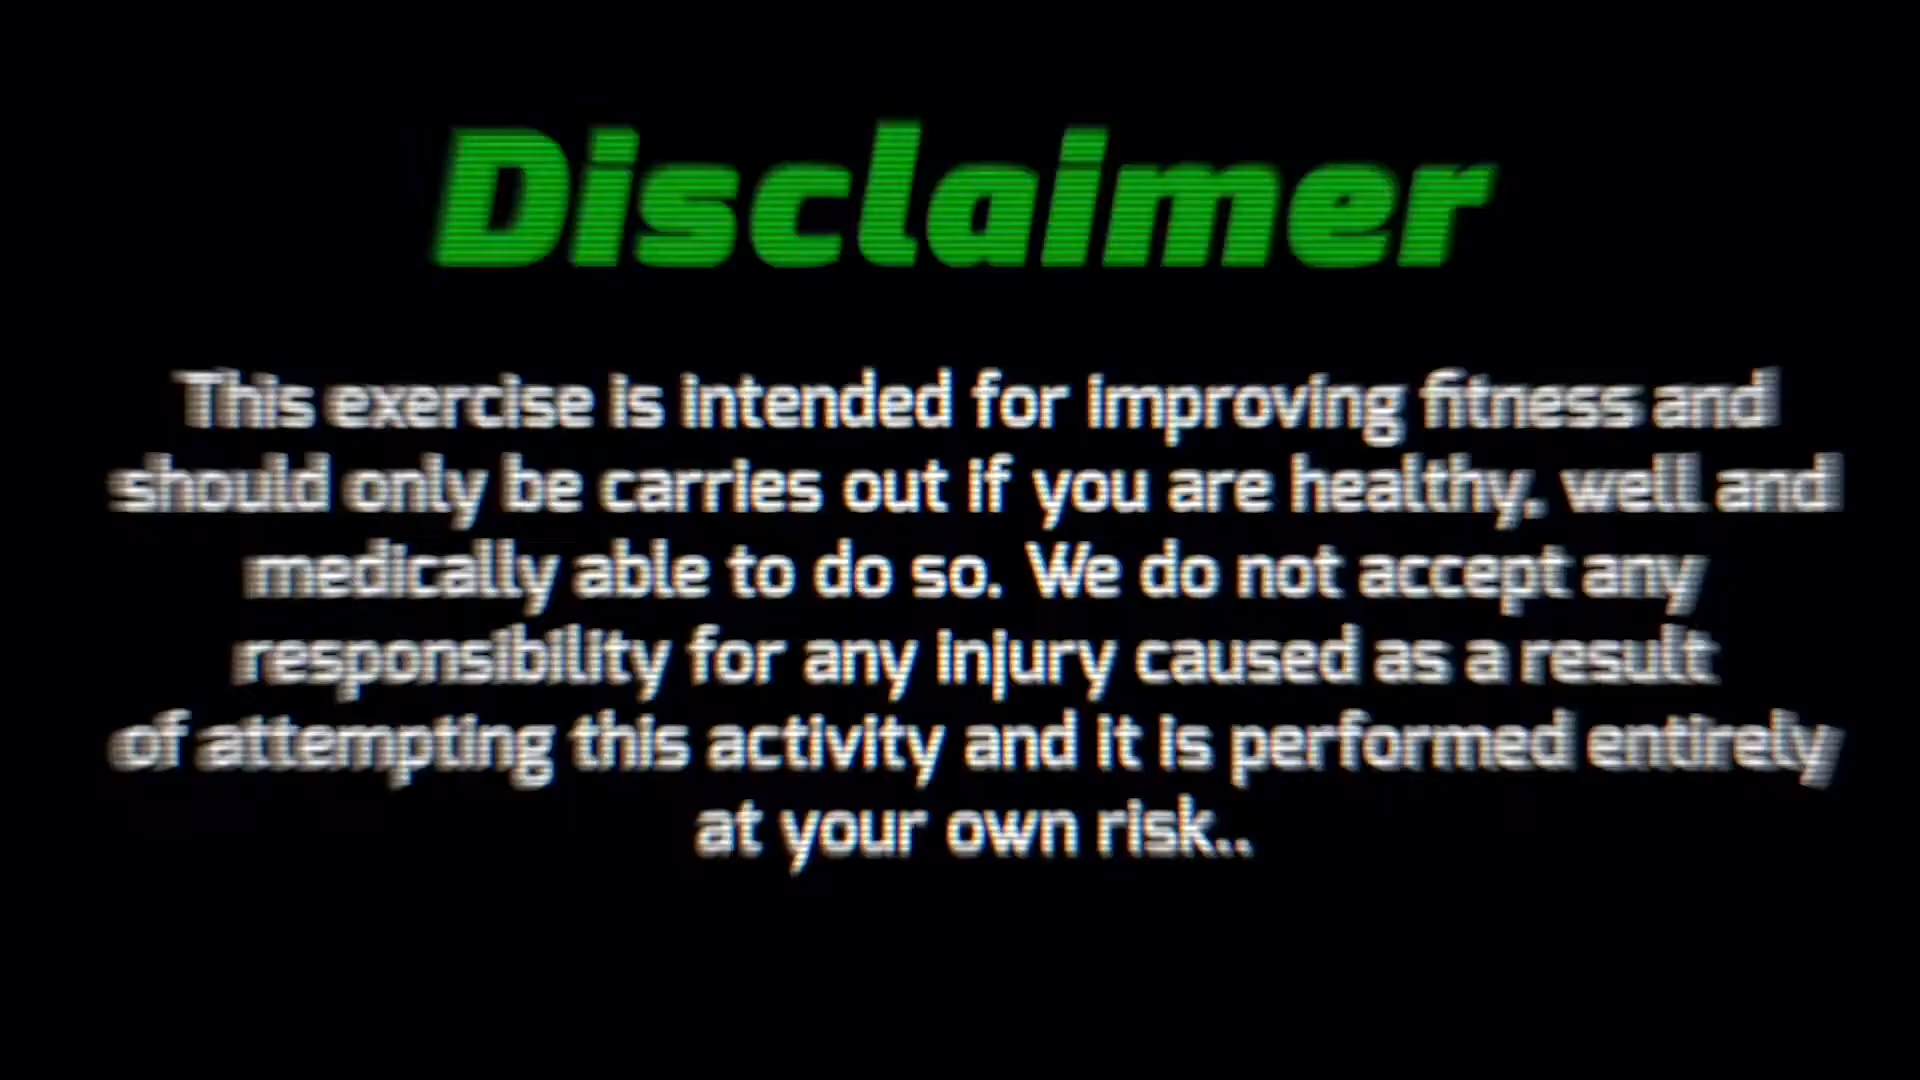 Disclaimer
This exercise is intended for improving fitness and
should only be carries out if you are healthy, well and
medically able to do so. We do not accept any
responsibility for any injury caused as a result
of attempting this activity and it is performed entirely
at your own risk..